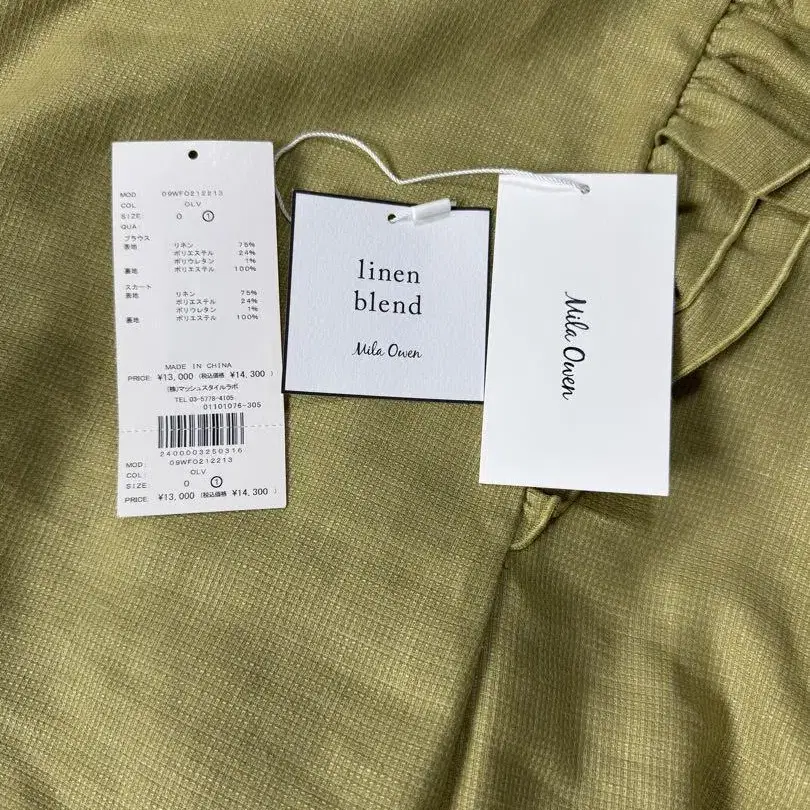 MOD 09WFO212213
COL OLV
SIZE 0 ①
QUA
ブラウス
表地 リネン 75%
ポリエステル 24%
ポリウレタン 1%
裏地 ポリエステル 100%
スカート
表地 リネン 75%
ポリエステル 24%
ポリウレタン 1%
裏地 ポリエステル 100%
MADE IN CHINA
PRICE: ¥13,000 (税込価格 ¥14,300)
(株)マッシュスタイルラボ
TEL 03-5778-4105
01101076-305
2400003250316
MOD: 09WFO212213
COL: OLV
SIZE: 0 ①
PRICE: ¥13,000 (税込価格 ¥14,300)
linen
blend
Mila Owen
Mila Owen